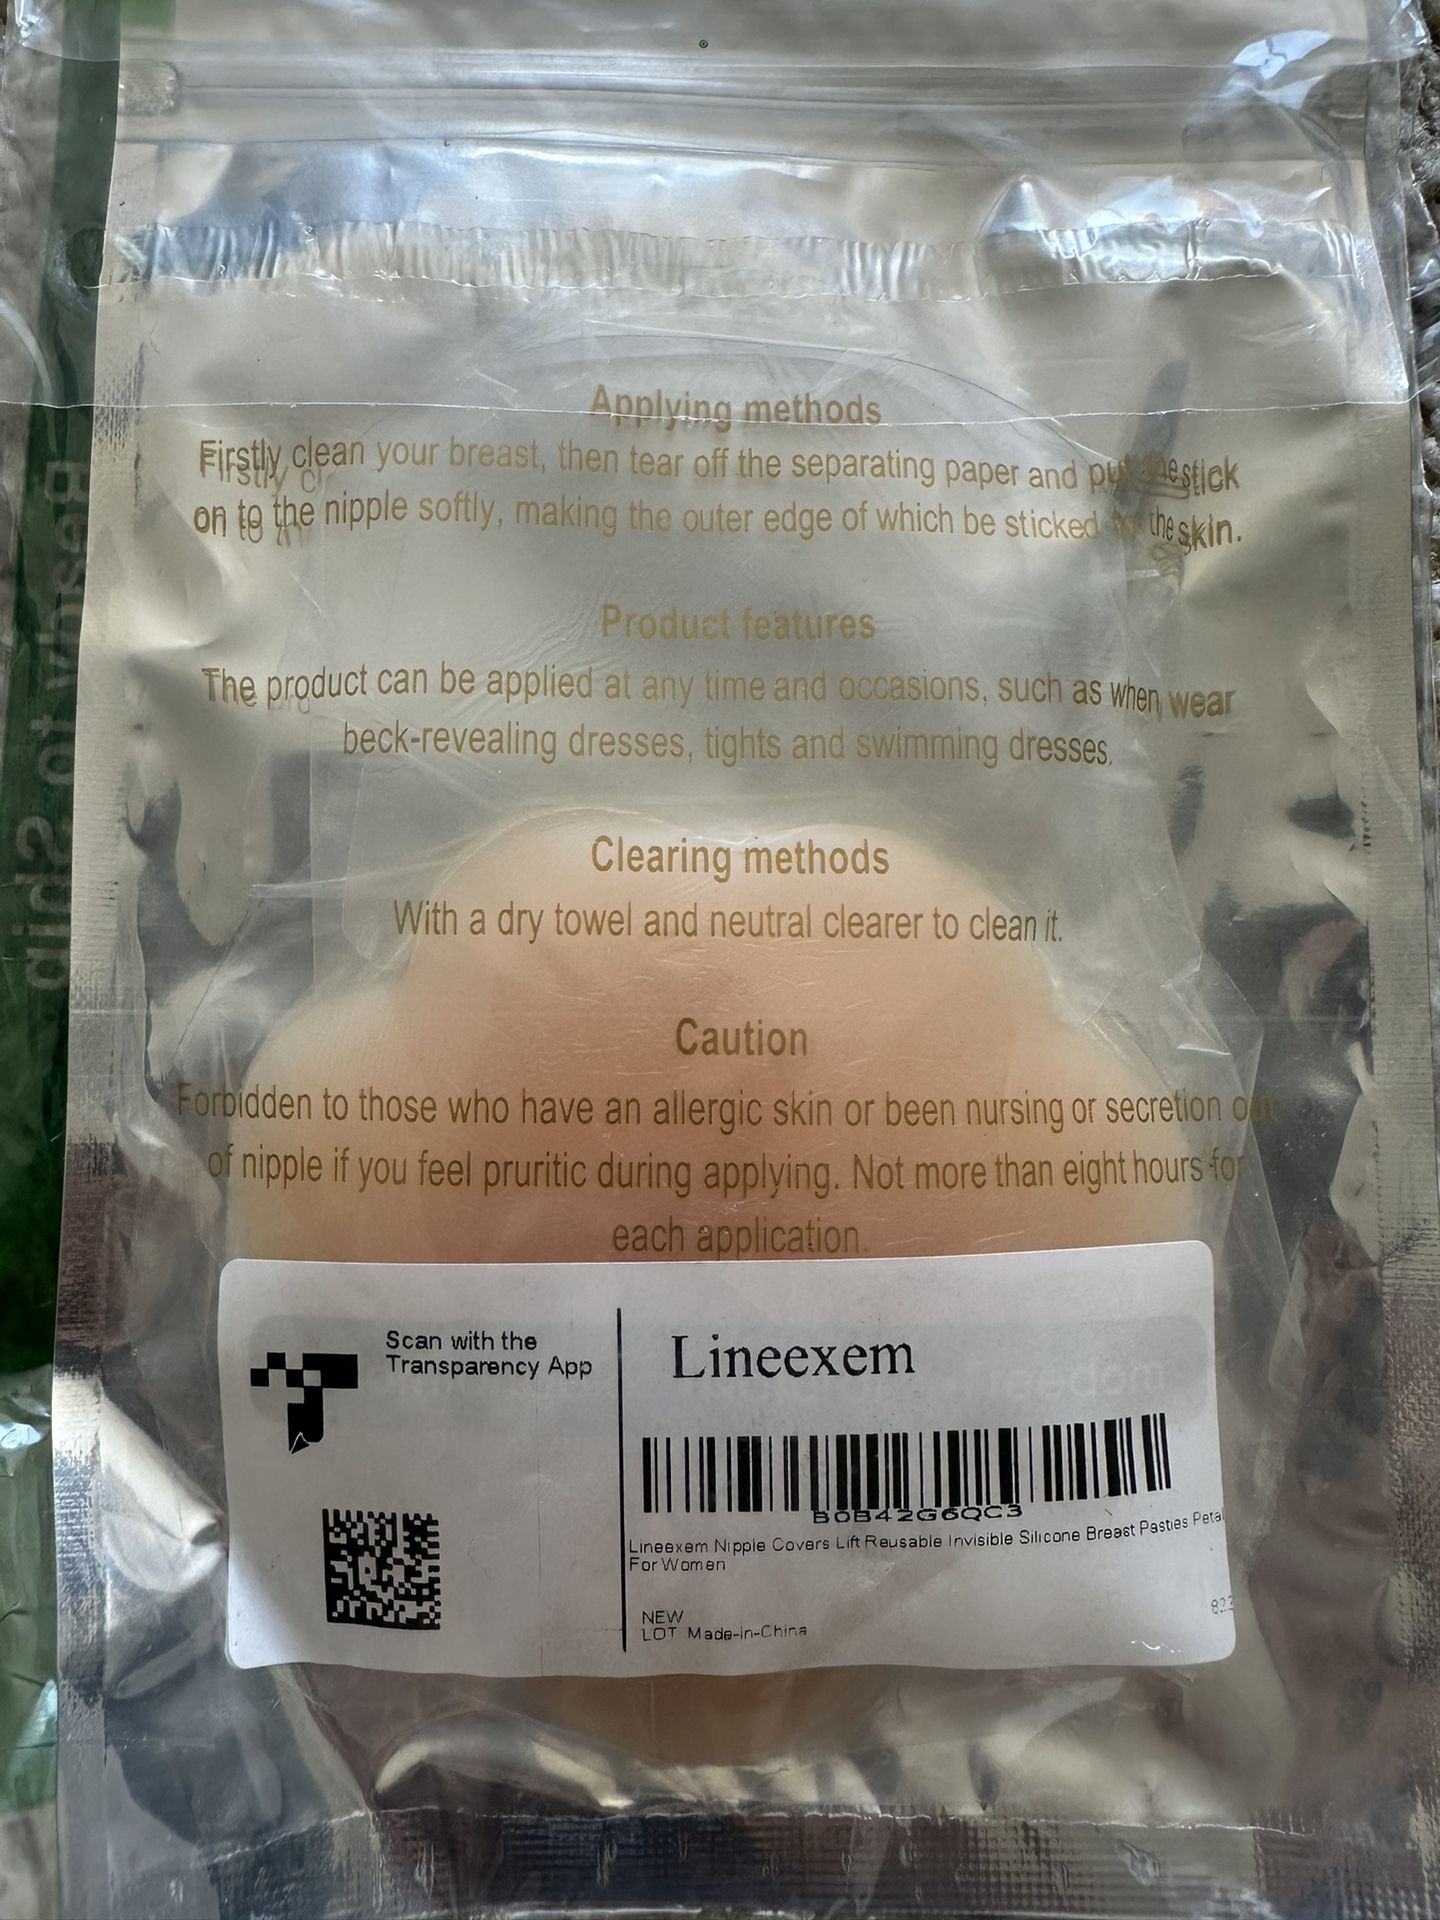 Applying methods
Firstly clean your breast, then tear off the separating paper and put the stick
on to the nipple softly, making the outer edge of which be sticked to the skin.
Product features
The product can be applied at any time and occasions, such as when wear
beck-revealing dresses, tights and swimming dresses.
Clearing methods
With a dry towel and neutral clearer to clean it.
Caution
Forbidden to those who have an allergic skin or been nursing or secretion out
of nipple if you feel pruritic during applying. Not more than eight hours for
each application.
Scan with the
Transparency App
Lineexem
B0B42G6QC3
Lineexem Nipple Covers Lift Reusable Invisible Silicone Breast Pasties Petal
For Women
NEW
LOT Made-in-China
Ready to Ship